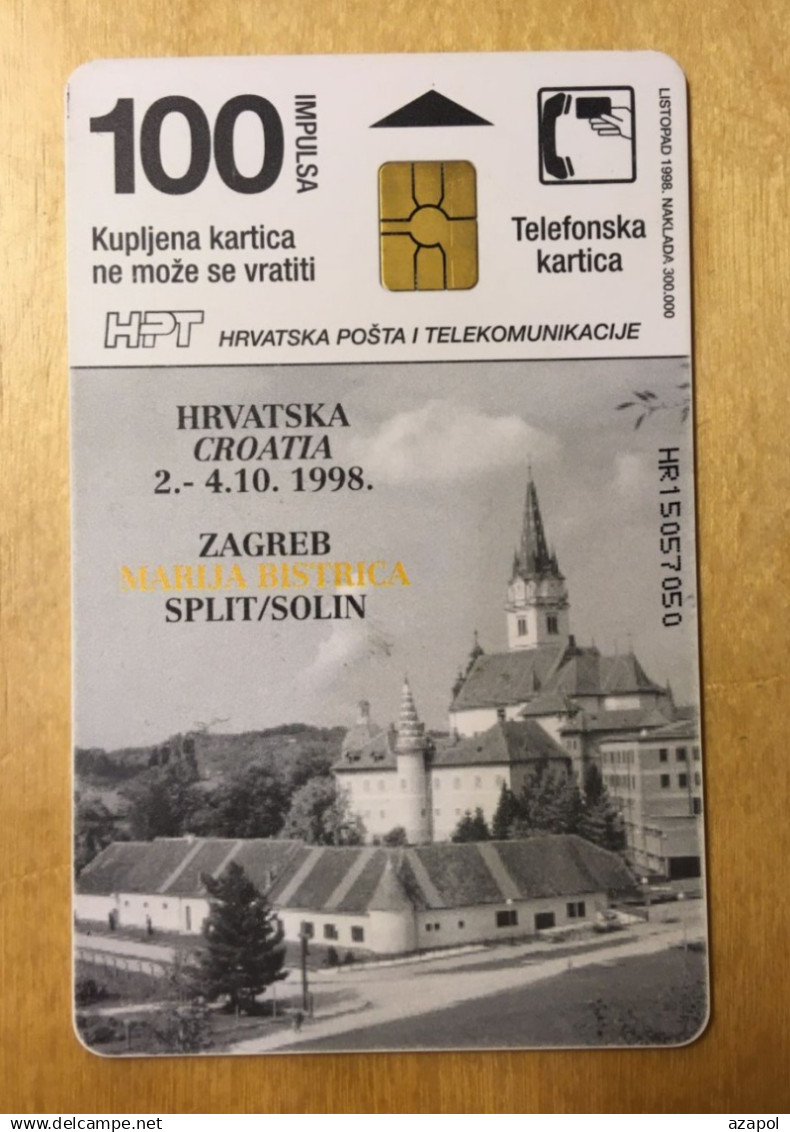 100
IMPULSA
Kupljena kartica
ne može se vratiti
Telefonska
kartica
LISTOPAD 1998. NAKLADA 300.000
HPT HRVATSKA POŠTA I TELEKOMUNIKACIJE
HRVATSKA
CROATIA
2.- 4.10. 1998.
ZAGREB
MARIJA BISTRICA
SPLIT/SOLIN
HR15057050
delcampe.net
azapol